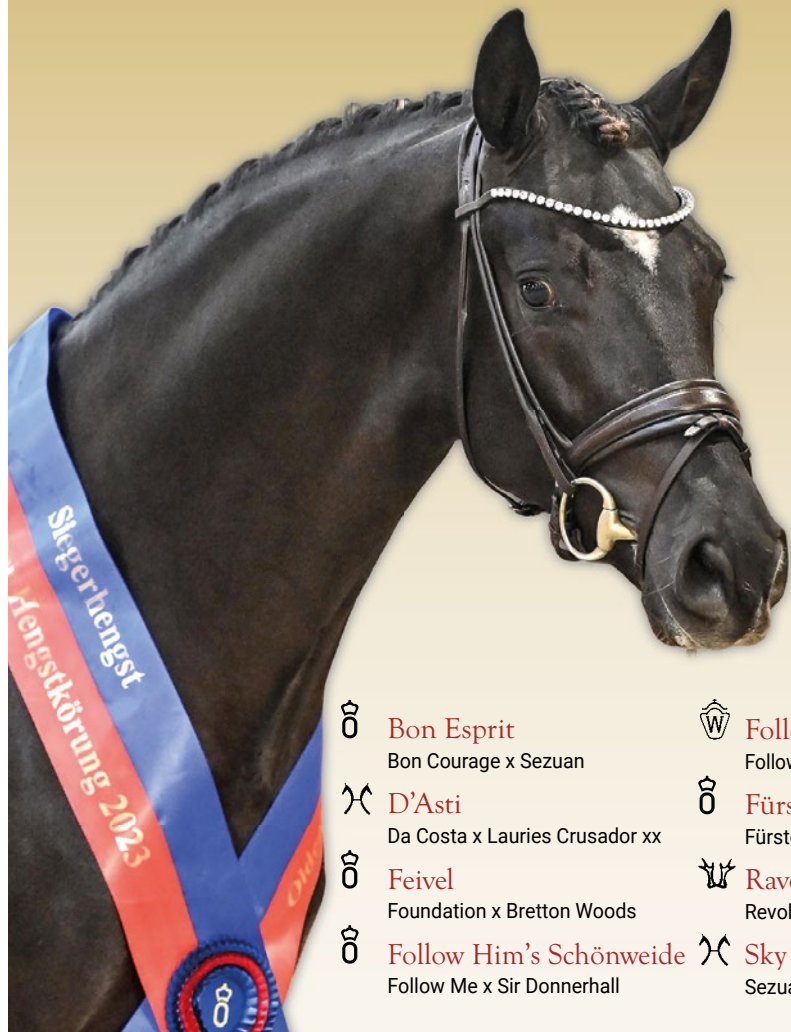 Siegerhengst
Hengstkörung 2023
Bon Esprit
Bon Courage x Sezuan
D'Asti
Da Costa x Lauries Crusador xx
Feivel
Foundation x Bretton Woods
Follow Him's Schönweide
Follow Me x Sir Donnerhall
W
Sky